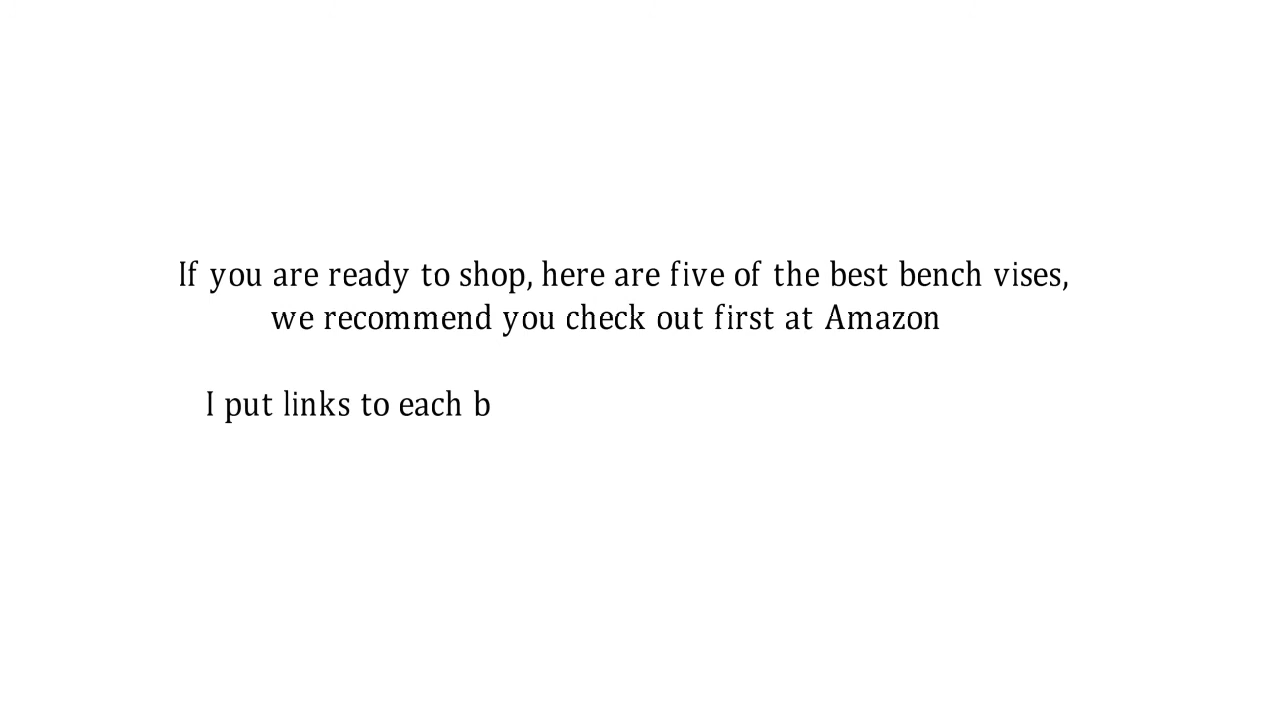 If you are ready to shop, here are five of the best bench vises,
we recommend you check out first at Amazon
I put links to each b